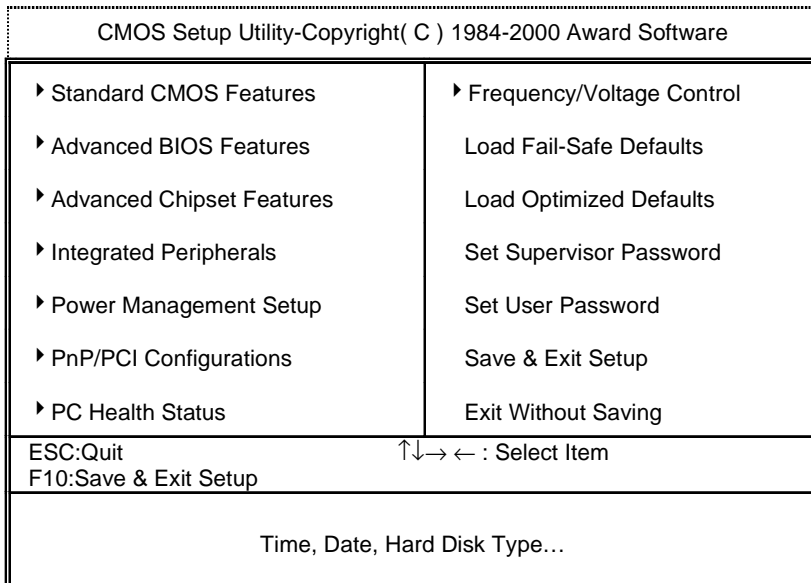 CMOS Setup Utility-Copyright( C ) 1984-2000 Award Software
Standard CMOS Features
Advanced BIOS Features
Advanced Chipset Features
Integrated Peripherals
Power Management Setup
PnP/PCI Configurations
PC Health Status
Frequency/Voltage Control
Load Fail-Safe Defaults
Load Optimized Defaults
Set Supervisor Password
Set User Password
Save & Exit Setup
Exit Without Saving
ESC:Quit ↑↓→ ← : Select Item
F10:Save & Exit Setup
Time, Date, Hard Disk Type…